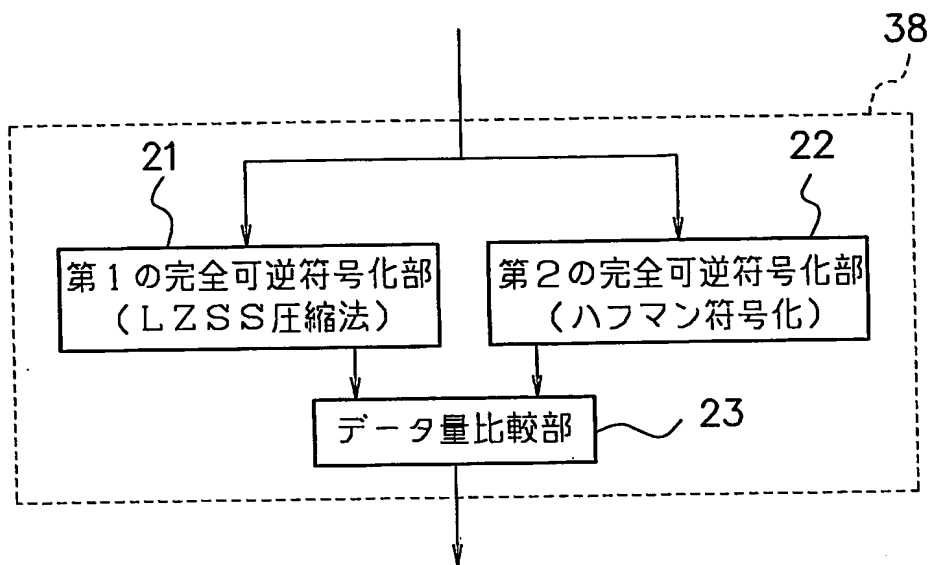 38
21
22
第1の完全可逆符号化部
(LZSS圧縮法)
第2の完全可逆符号化部
(ハフマン符号化)
データ量比較部
23